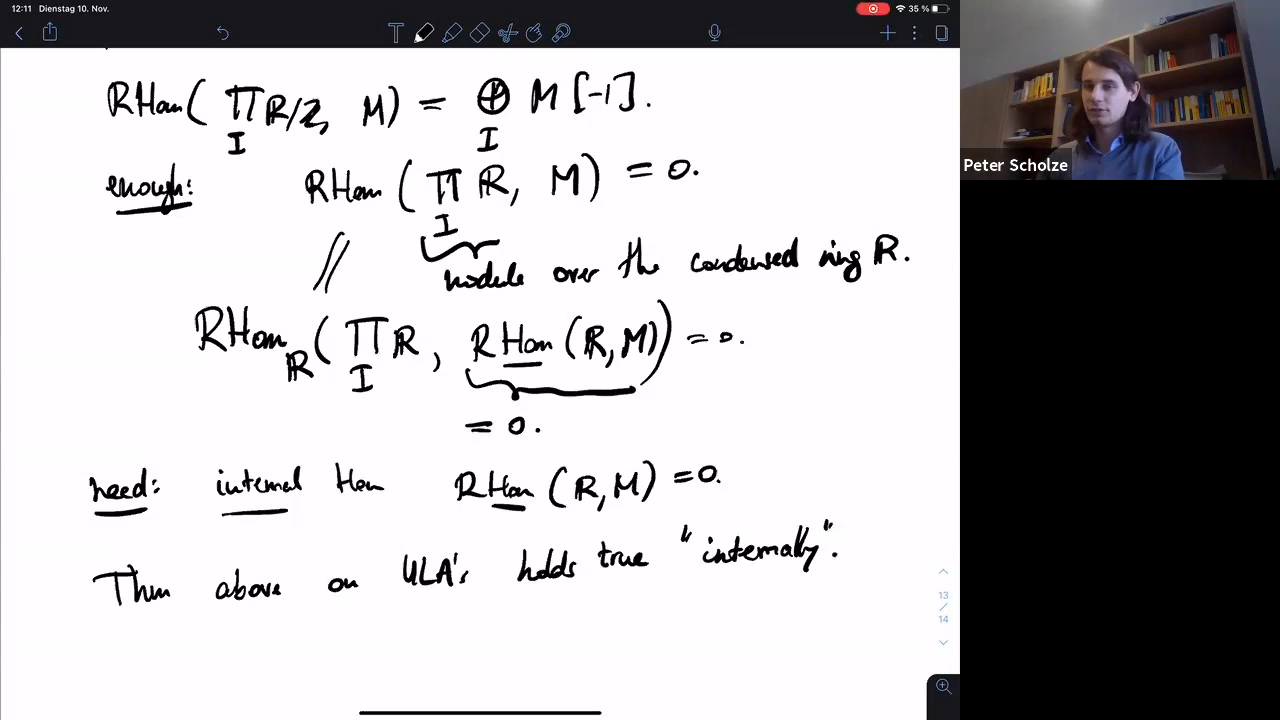 12:11 Dienstag 10. Nov.
35 %
RHom( ∏_I R/Z, M) = ⊕_I M[-1].
enough: RHom( ∏_I R, M) = 0.
module over the condensed ring R.
RHom_R( ∏_I R, RHom(R, M)) = 0.
= 0.
need: internal Hom RHom(R, M) = 0.
Thm above on LCA's holds true "internally".
13
/
14
Peter Scholze